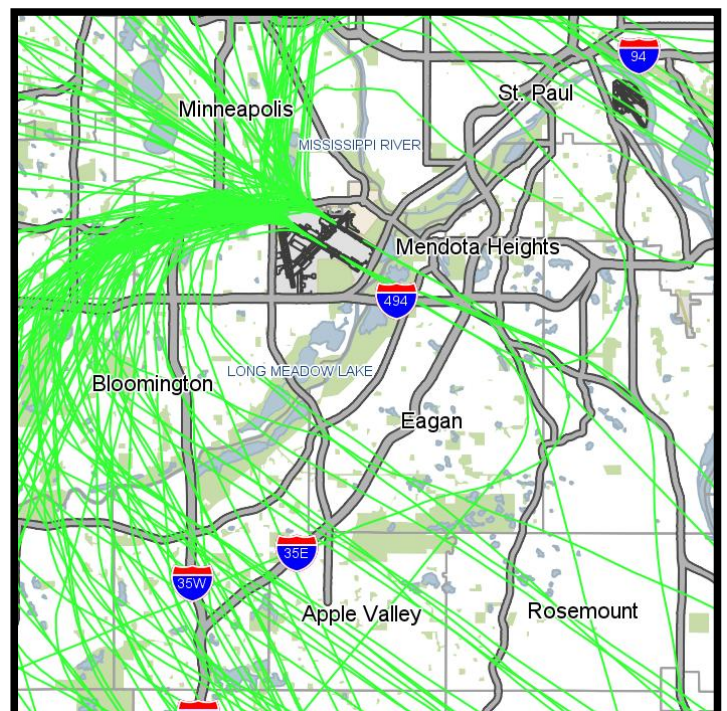 94
St. Paul
Minneapolis
MISSISSIPPI RIVER
Mendota Heights
494
LONG MEADOW LAKE
Bloomington
Eagan
35E
35W
Apple Valley
Rosemount